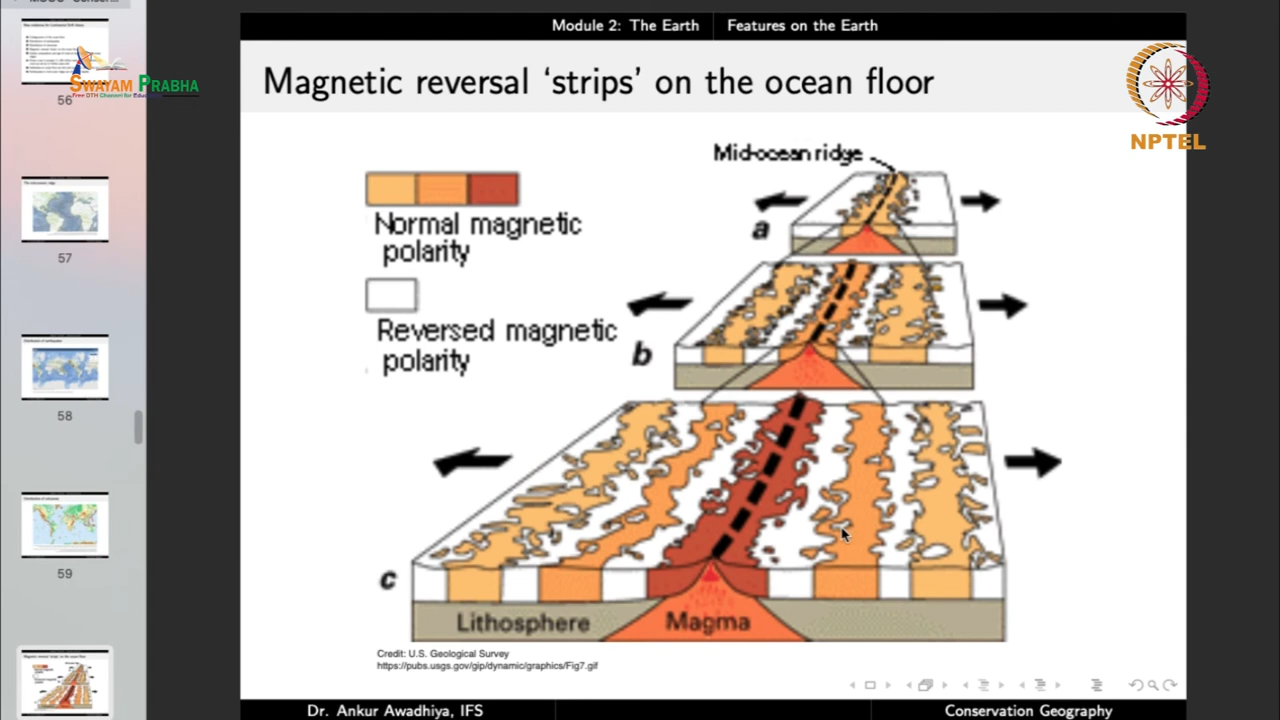 Module 2: The Earth
Features on the Earth
Magnetic reversal ‘strips’ on the ocean floor
SWAYAM PRABHA
NPTEL
56
57
58
59
Mid-ocean ridge
Normal magnetic
polarity
Reversed magnetic
polarity
a
b
c
Lithosphere
Magma
Credit: U.S. Geological Survey
https://pubs.usgs.gov/gip/dynamic/graphics/Fig7.gif
Dr. Ankur Awadhiya, IFS
Conservation Geography